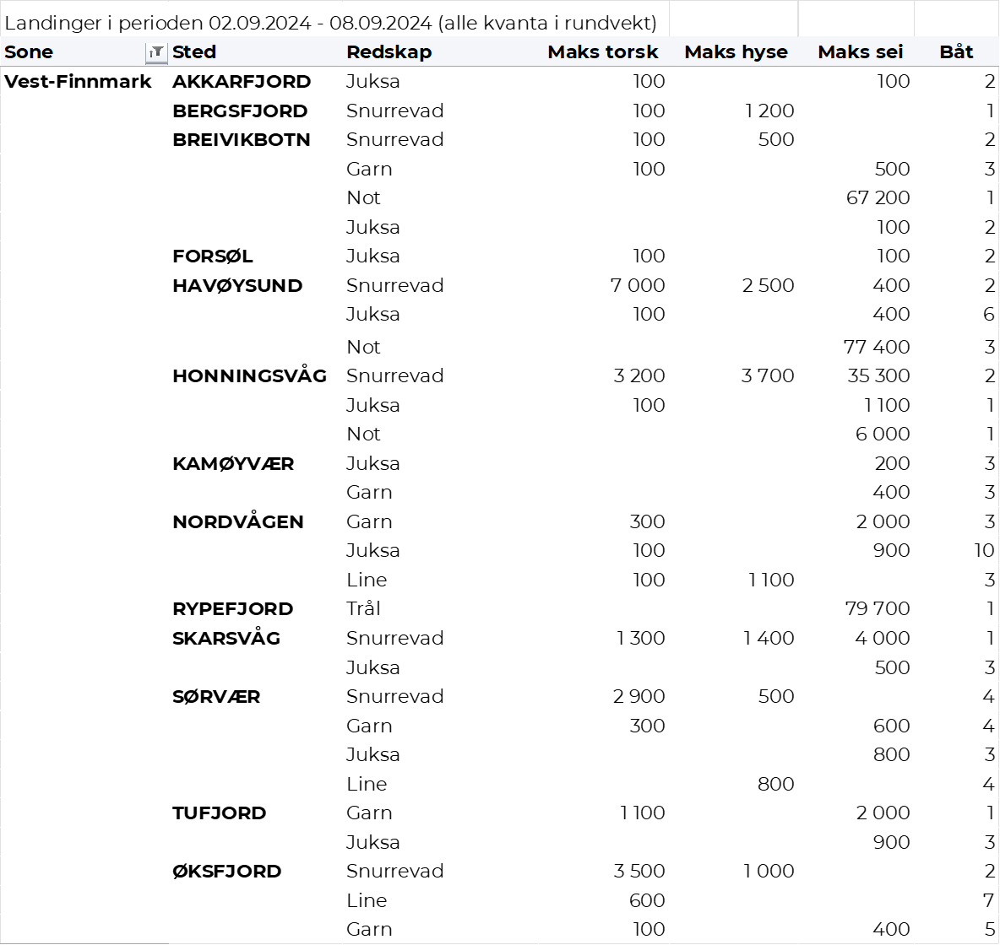 Landinger i perioden 02.09.2024 - 08.09.2024 (alle kvanta i rundvekt)
Sone Sted Redskap Maks torsk Maks hyse Maks sei Båt
Vest-Finnmark AKKARFJORD Juksa 100 100 2
BERGSFJORD Snurrevad 100 1 200 1
BREIVIKBOTN Snurrevad 100 500 2
Garn 100 500 3
Not 67 200 1
Juksa 100 2
FORSØL Juksa 100 100 2
HAVØYSUND Snurrevad 7 000 2 500 400 2
Juksa 100 400 6
Not 77 400 3
HONNINGSVÅG Snurrevad 3 200 3 700 35 300 2
Juksa 100 1 100 1
Not 6 000 1
KAMØYVÆR Juksa 200 3
Garn 400 3
NORDVÅGEN Garn 300 2 000 3
Juksa 100 900 10
Line 100 1 100 3
RYPEFJORD Trål 79 700 1
SKARSVÅG Snurrevad 1 300 1 400 4 000 1
Juksa 500 3
SØRVÆR Snurrevad 2 900 500 4
Garn 300 600 4
Juksa 800 3
Line 800 4
TUFJORD Garn 1 100 2 000 1
Juksa 900 3
ØKSFJORD Snurrevad 3 500 1 000 2
Line 600 7
Garn 100 400 5